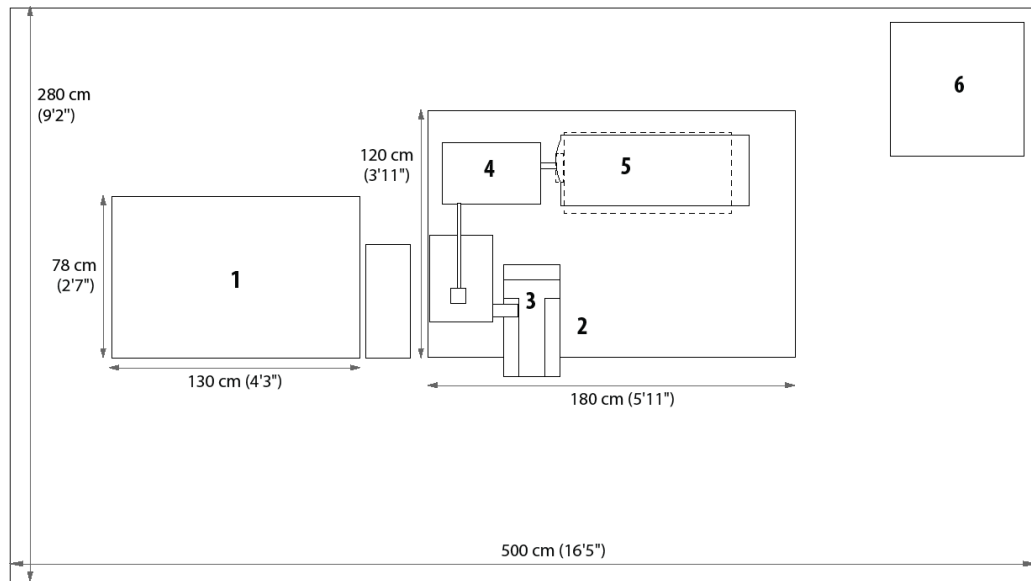 280 cm
(9'2")
6
120 cm
(3'11")
4
5
78 cm
(2'7")
1
3
2
130 cm (4'3")
180 cm (5'11")
500 cm (16'5")